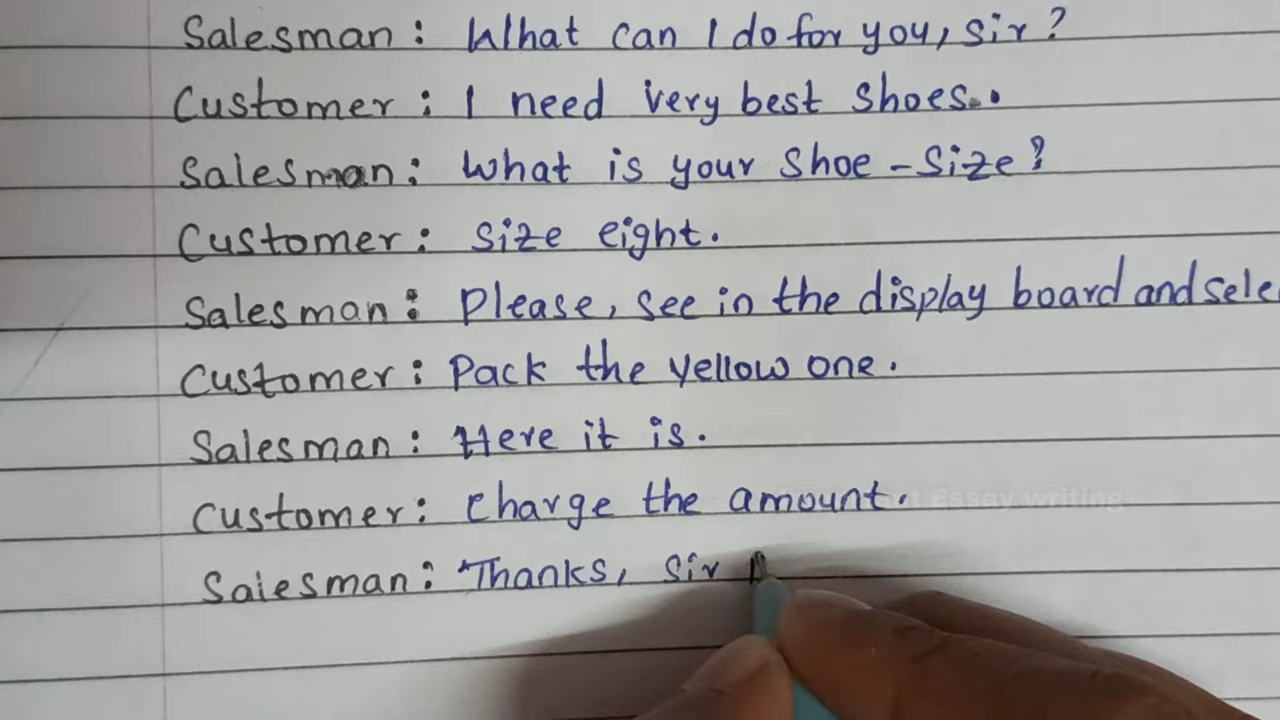 Salesman: What can I do for you, Sir?
Customer: I need very best shoes..
Salesman: What is your Shoe-Size?
Customer: Size eight.
Salesman: Please, see in the display board and sele
Customer: Pack the yellow one.
Salesman: Here it is.
Customer: Charge the amount.
Essay writing
Salesman: Thanks, Sir